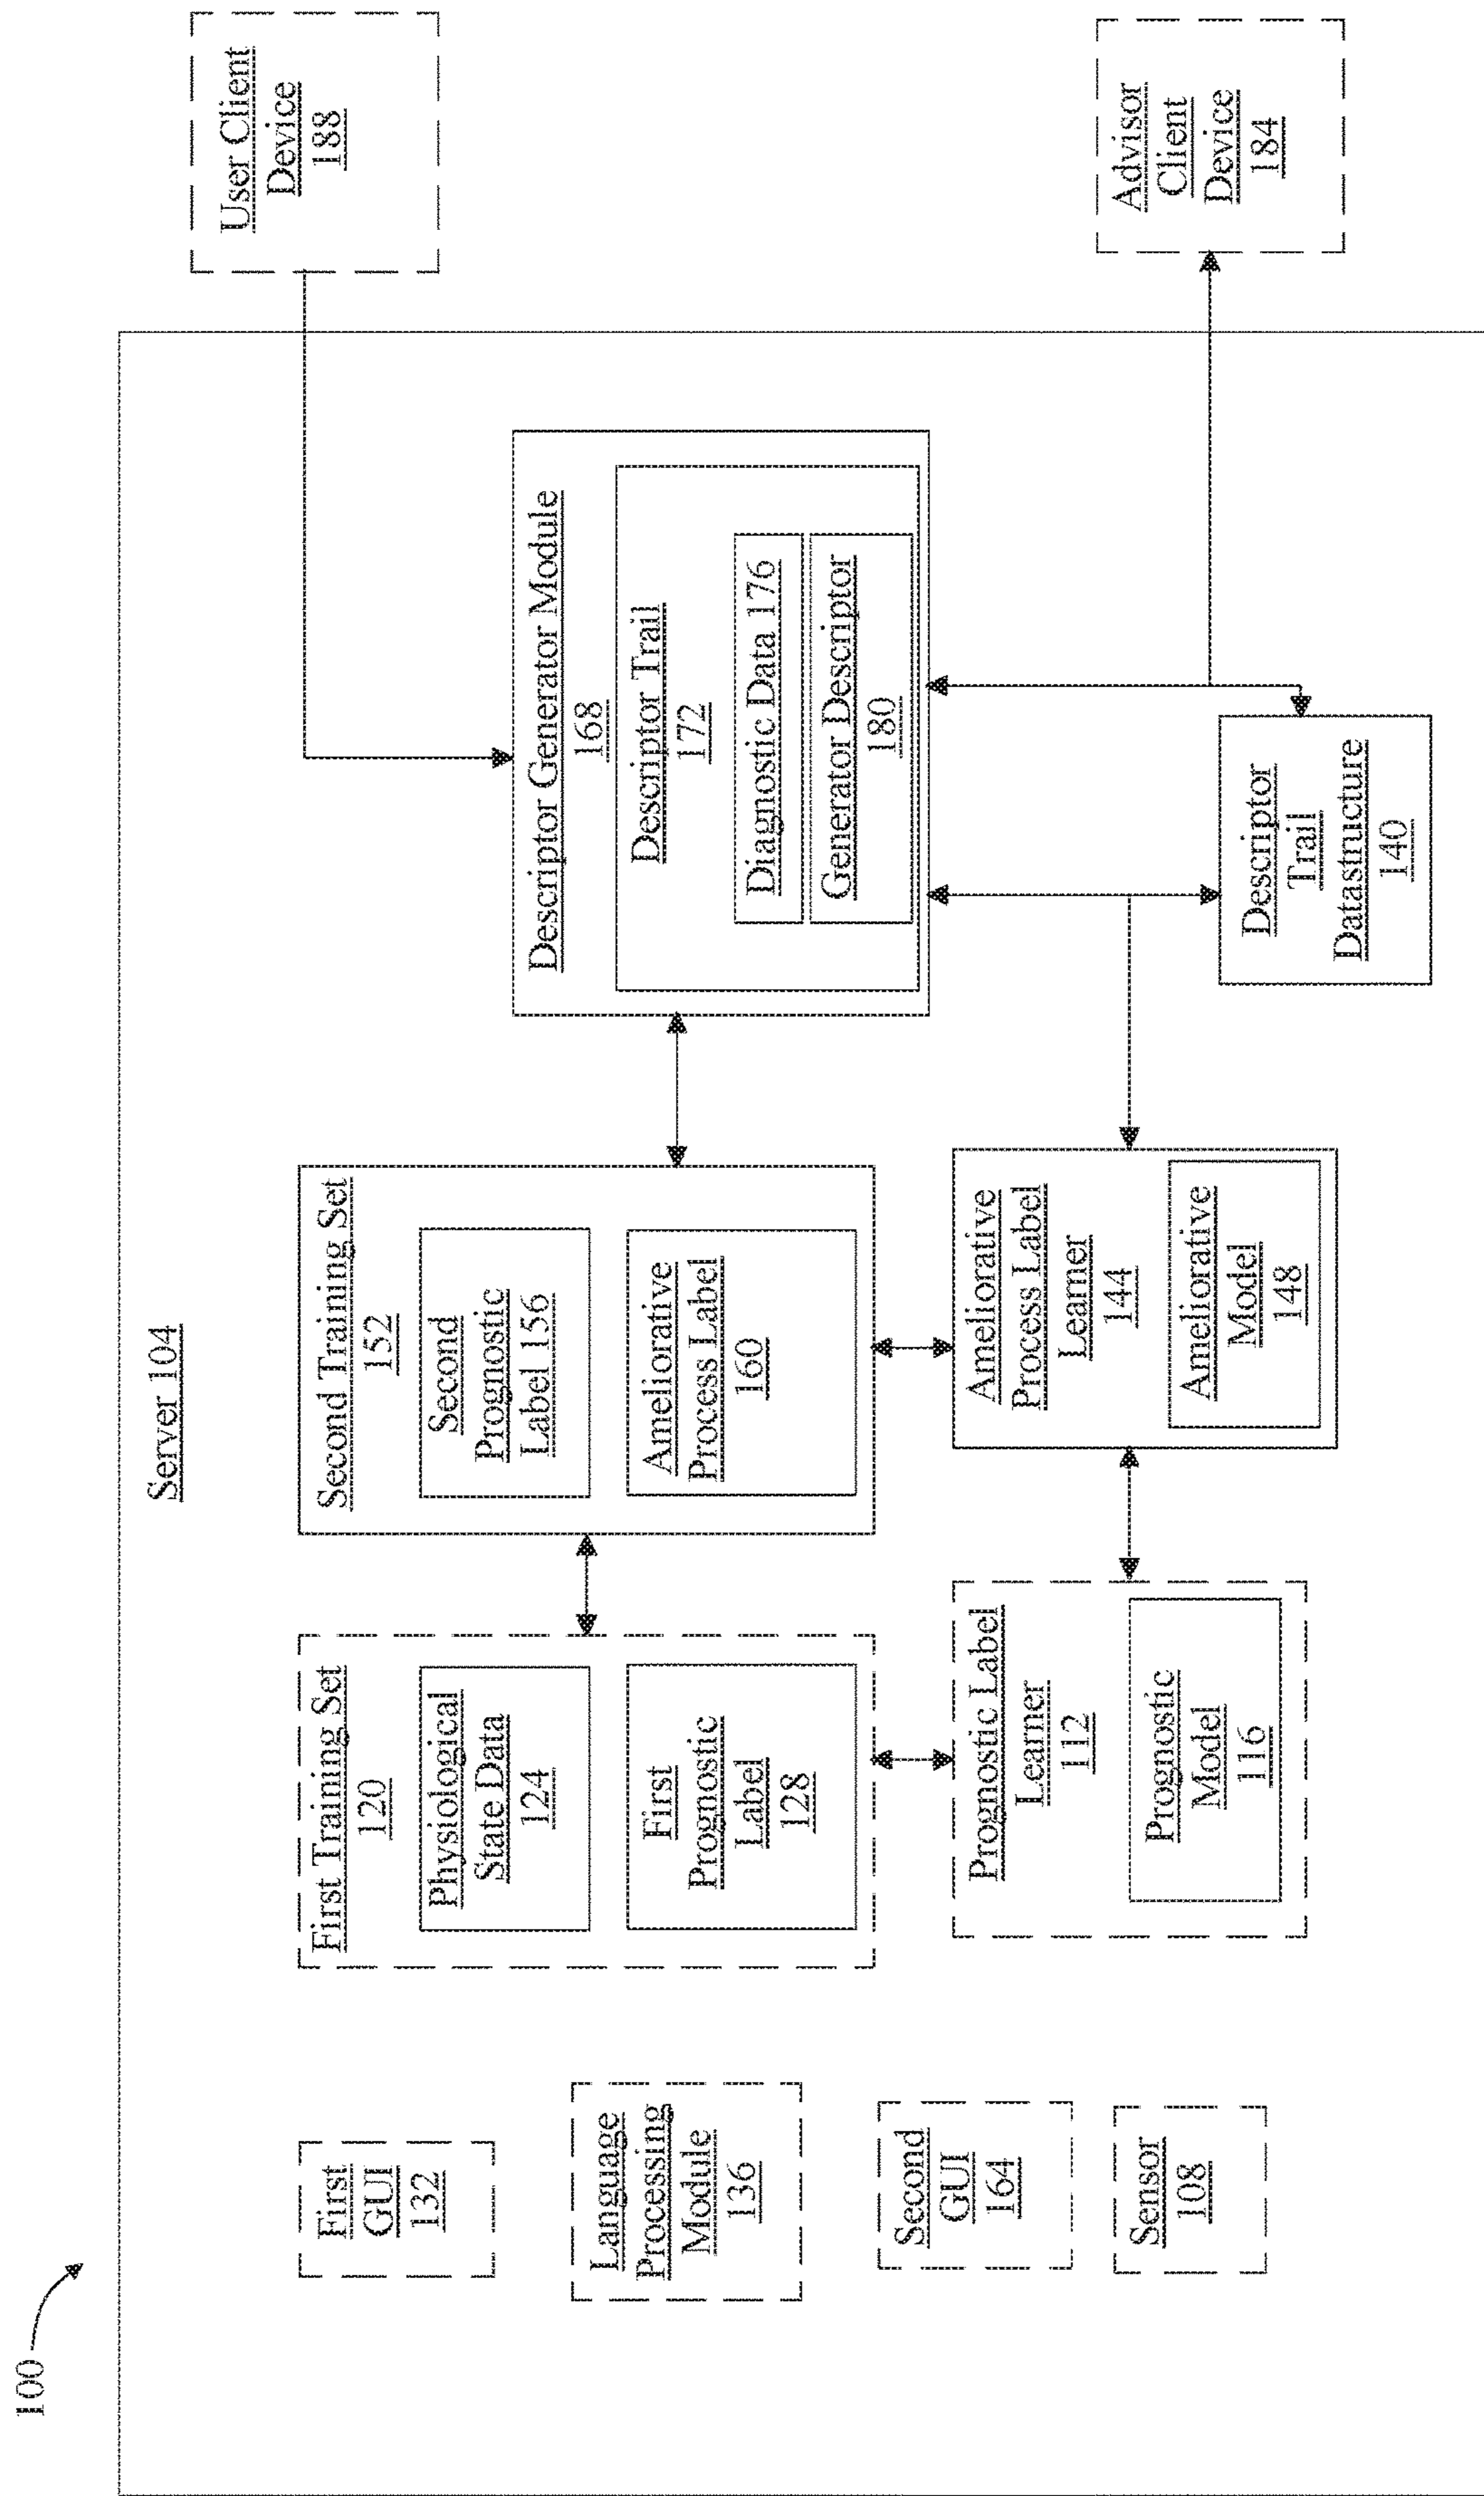 100
Server 104
First GUI
132
Language
Processing
Module
136
Second
GUI
164
Sensor
108
First Training Set
120
Physiological
State Data
124
First
Prognostic
Label
128
Prognostic Label
Learner
112
Prognostic
Model
116
Second Training Set
152
Second
Prognostic
Label 156
Ameliorative
Process Label
160
Ameliorative
Process Label
Learner
144
Ameliorative
Model
148
Descriptor Generator Module
168
Descriptor Trail
172
Diagnostic Data 176
Generator Descriptor
180
Descriptor
Trail
Datastructure
140
User Client
Device
188
Advisor
Client
Device
184